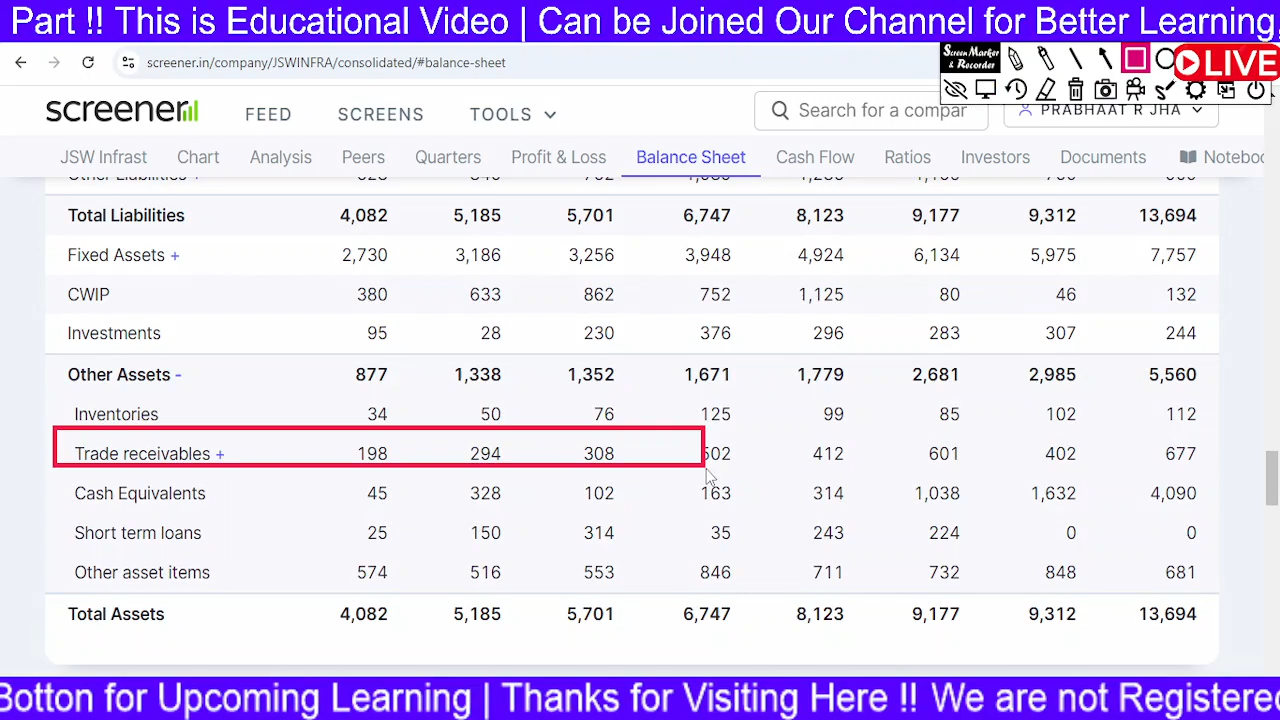 Part !! This is Educational Video | Can be Joined Our Channel for Better Learning,
screener.in/company/JSWINFRA/consolidated/#balance-sheet
Screen Marker & Recorder
LIVE
screener FEED SCREENS TOOLS Search for a compar PRABHAAT R JHA
JSW Infrast Chart Analysis Peers Quarters Profit & Loss Balance Sheet Cash Flow Ratios Investors Documents Noteboo
Other Liabilities +
Total Liabilities 4,082 5,185 5,701 6,747 8,123 9,177 9,312 13,694
Fixed Assets + 2,730 3,186 3,256 3,948 4,924 6,134 5,975 7,757
CWIP 380 633 862 752 1,125 80 46 132
Investments 95 28 230 376 296 283 307 244
Other Assets - 877 1,338 1,352 1,671 1,779 2,681 2,985 5,560
Inventories 34 50 76 125 99 85 102 112
Trade receivables + 198 294 308 502 412 601 402 677
Cash Equivalents 45 328 102 163 314 1,038 1,632 4,090
Short term loans 25 150 314 35 243 224 0 0
Other asset items 574 516 553 846 711 732 848 681
Total Assets 4,082 5,185 5,701 6,747 8,123 9,177 9,312 13,694
Botton for Upcoming Learning | Thanks for Visiting Here !! We are not Registered